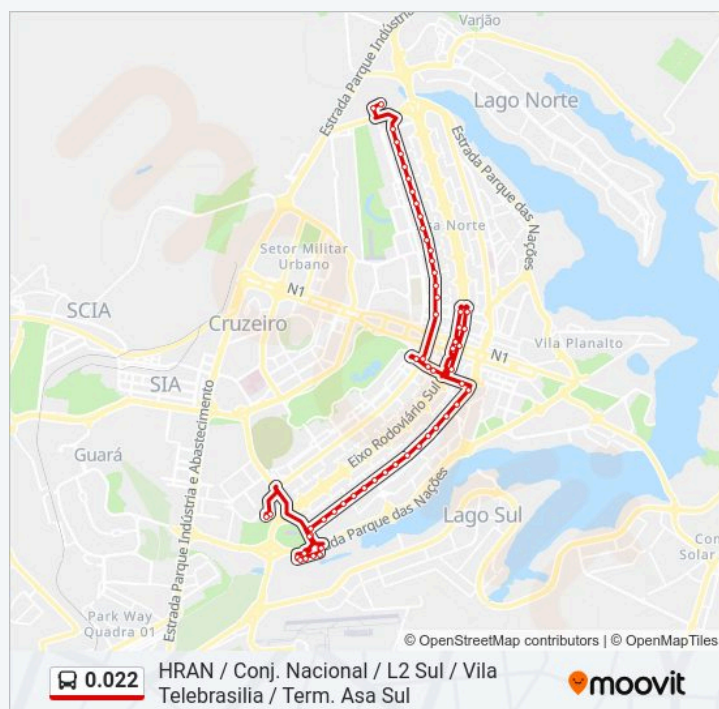 Varjão
Estrada Parque Indústria
Lago Norte
Estrada Parque das Nações
a Norte
Setor Militar
Urbano
N1
SCIA
Cruzeiro
N1
Vila Planalto
SIA
Eixo Rodoviário Sul
Estrada Parque Indústria e Abastecimento
Guará
Lago Sul
da Parque das Nações
Con
Solar
Park Way
Quadra 01
© OpenStreetMap contributors | © OpenMapTiles
0.022
HRAN / Conj. Nacional / L2 Sul / Vila
Telebrasilia / Term. Asa Sul
moovit